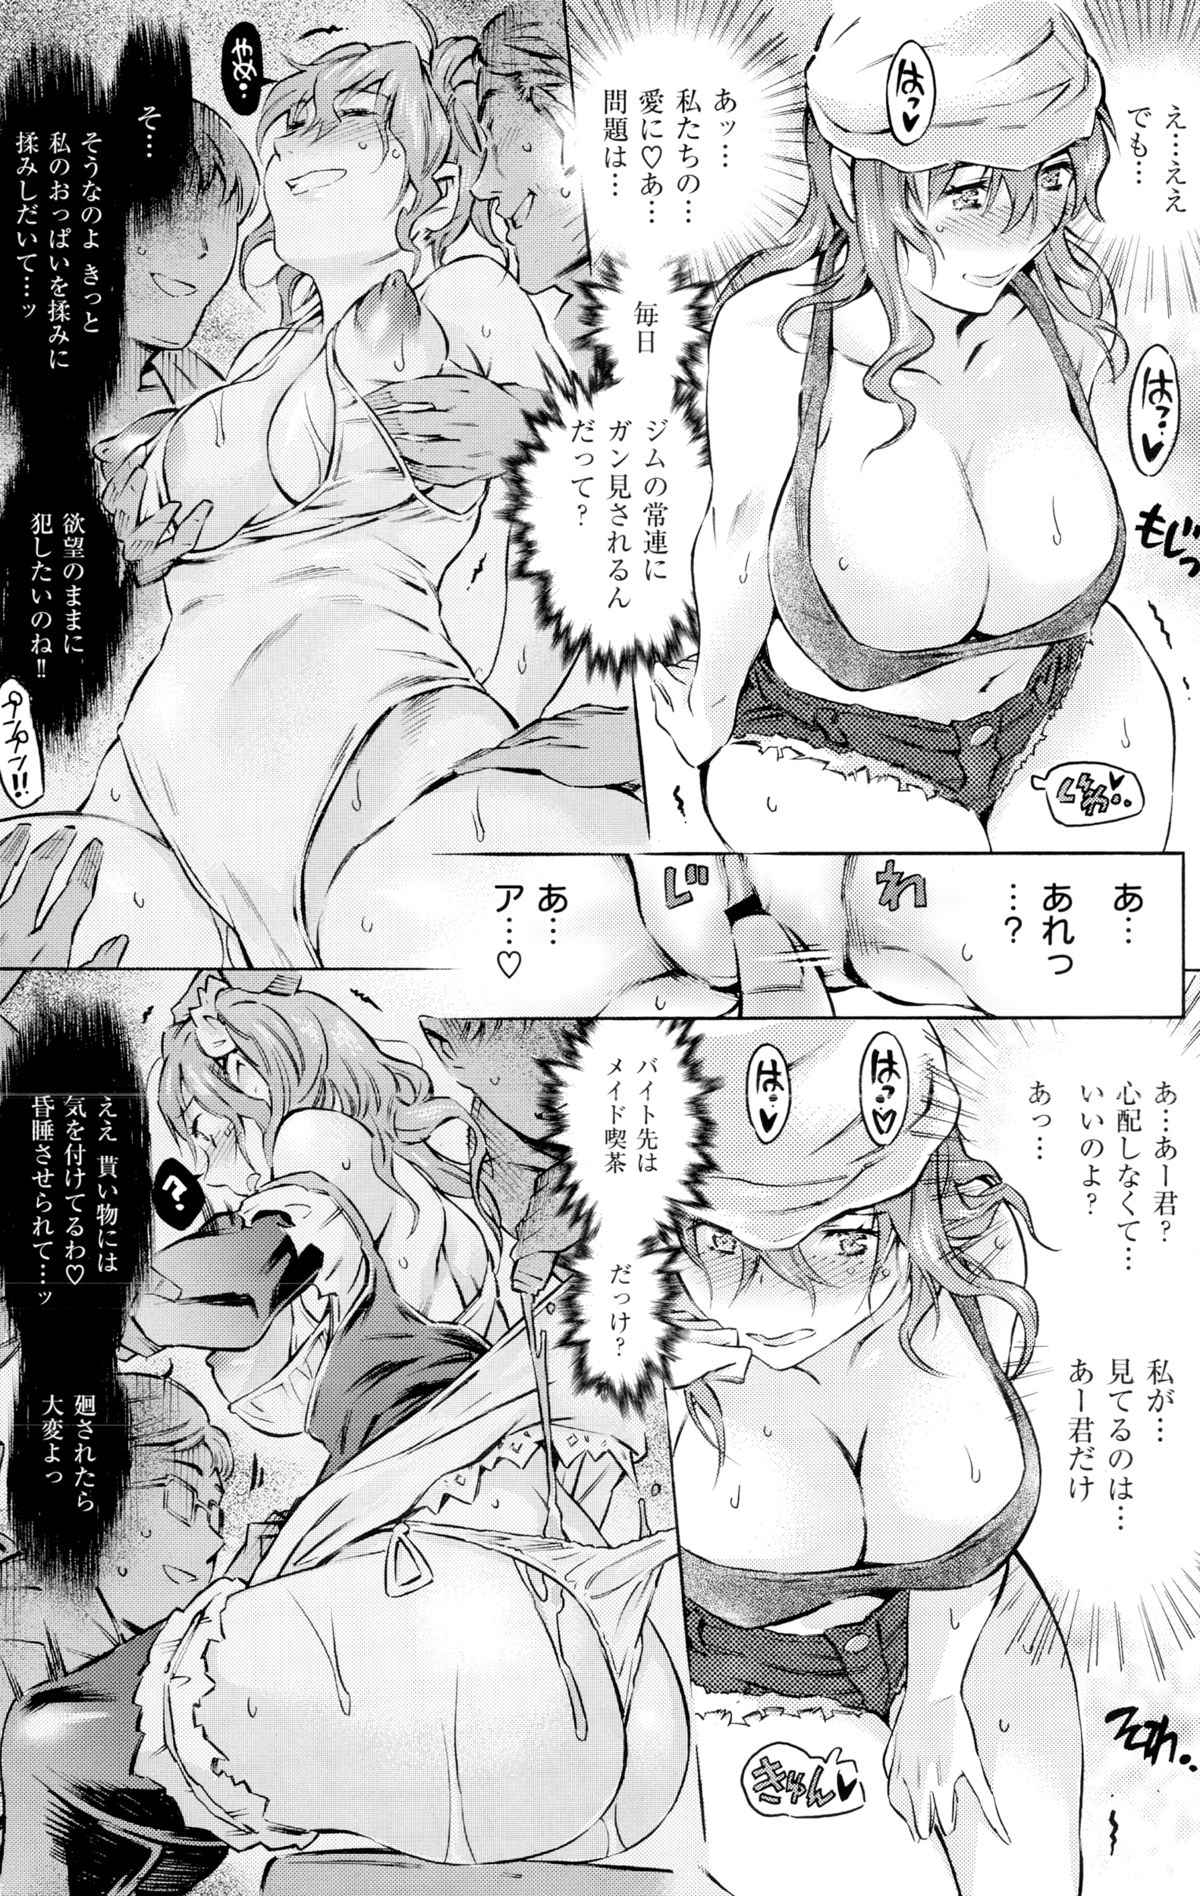 え…ええ
でも…
はっ♥
はっ…♥
もじっ
あッ…
私たちの…
愛に♡あ…
問題は…
毎日
ジムの常連に
ガン見されるん
だって?
やめ…
そ…
そうなのよ きっと
私のおっぱいを揉みに
揉みしだいて…ッ
欲望のままに
犯したいのね!!
あ…
あれっ
…?
わ
じ
あ…
ア…♡
あ…あー君?
心配しなくて…
いいのよ?
あっ…
はっ♡
はっ♥
私が…
見てるのは…
あー君だけ
それ。
きゅん♥
バイト先は
メイド喫茶
だっけ?
?
ええ 貰い物には
気を付けてるわ♡
昏睡させられて…ッ
廻されたら
大変よっ